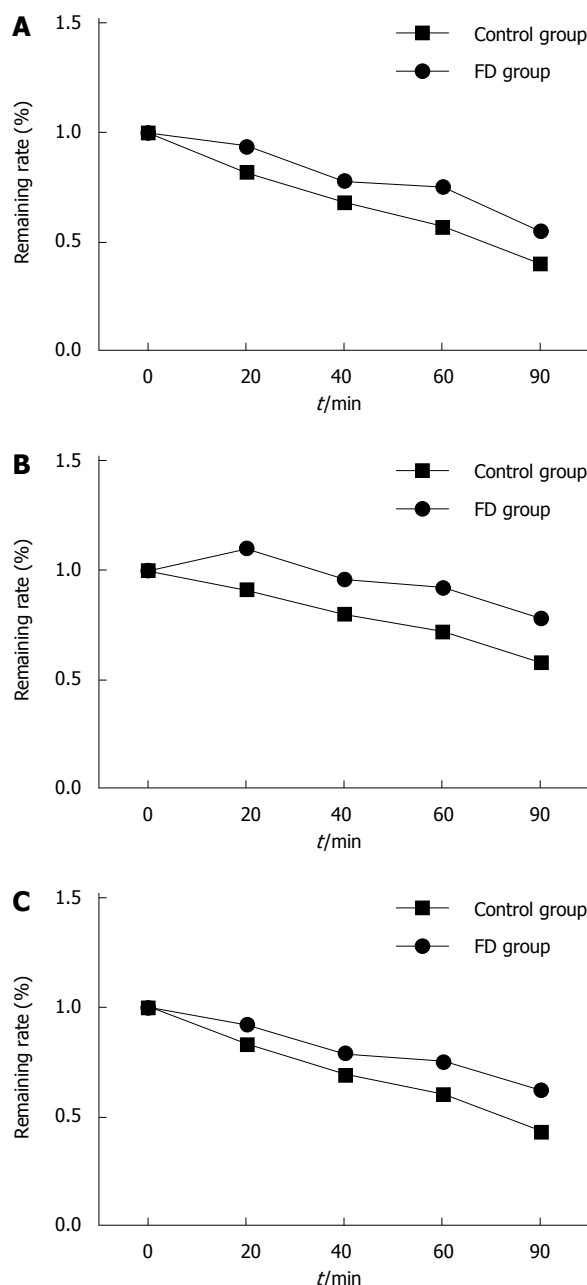 A
1.5
Control group
FD group
1.0
0.5
0.0
Remaining rate (%)
0 20 40 60 90
t/min
B
1.5
Control group
FD group
1.0
0.5
0.0
Remaining rate (%)
0 20 40 60 90
t/min
C
1.5
Control group
FD group
1.0
0.5
0.0
Remaining rate (%)
0 20 40 60 90
t/min